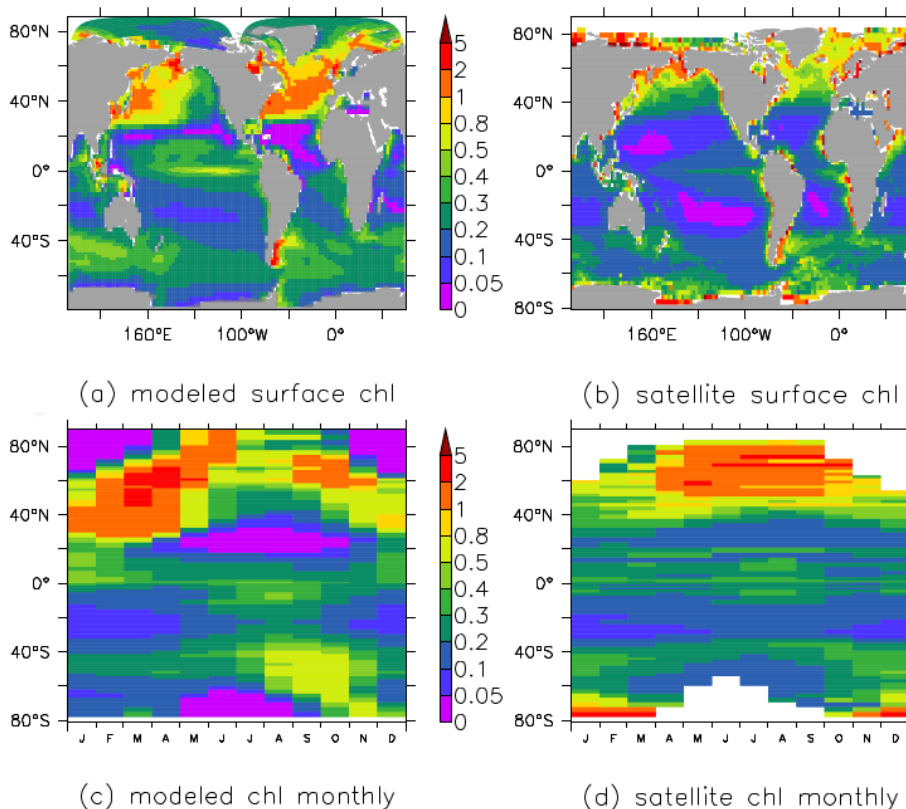 80°N
40°N
0°
40°S
160°E 100°W 0°
5
2
1
0.8
0.5
0.4
0.3
0.2
0.1
0.05
0
80°N
40°N
0°
40°S
80°S
160°E 100°W 0°
(a) modeled surface chl
(b) satellite surface chl
80°N
40°N
0°
40°S
80°S
J F M A M J J A S O N D
5
2
1
0.8
0.5
0.4
0.3
0.2
0.1
0.05
0
80°N
40°N
0°
40°S
80°S
J F M A M J J A S O N D
(c) modeled chl monthly
(d) satellite chl monthly